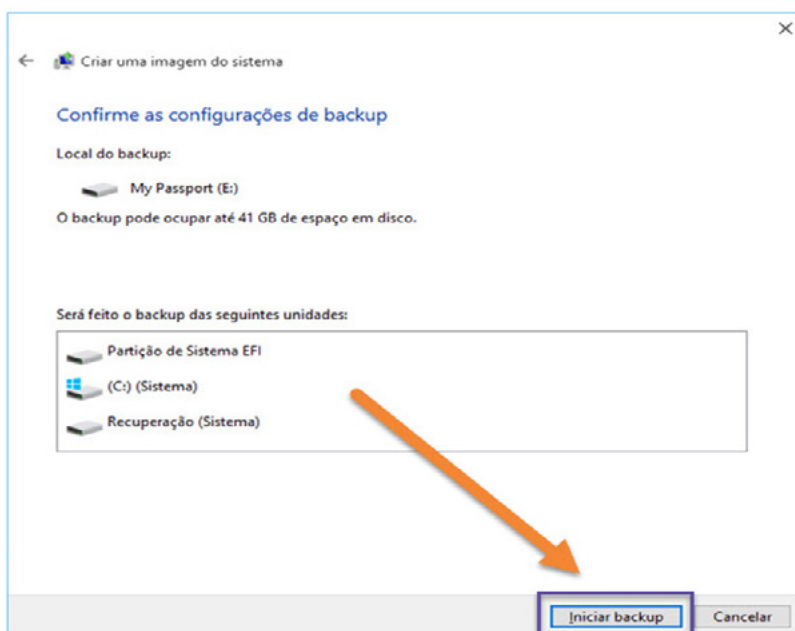 Criar uma imagem do sistema
Confirme as configurações de backup
Local do backup:
My Passport (E:)
O backup pode ocupar até 41 GB de espaço em disco.
Será feito o backup das seguintes unidades:
Partição de Sistema EFI
(C:) (Sistema)
Recuperação (Sistema)
Iniciar backup Cancelar